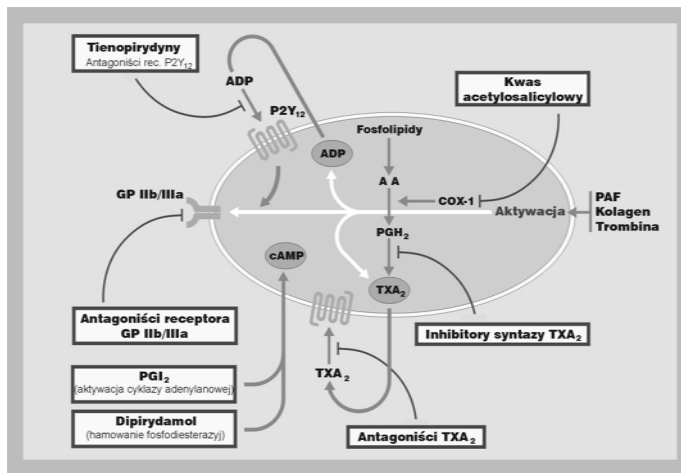 Tienopirydyny
Antagoniści rec. P2Y₁₂
ADP
P2Y₁₂
Kwas
acetylosalicylowy
Fosfolipidy
ADP
A A
COX-1
GP IIb/IIIa
Aktywacja
PAF
Kolagen
Trombina
PGH₂
cAMP
TXA₂
Antagoniści receptora
GP IIb/IIIa
Inhibitory syntazy TXA₂
PGI₂
(aktywacja cyklazy adenylanowej)
TXA₂
Dipirydamol
(hamowanie fosfodiesterazyj)
Antagoniści TXA₂